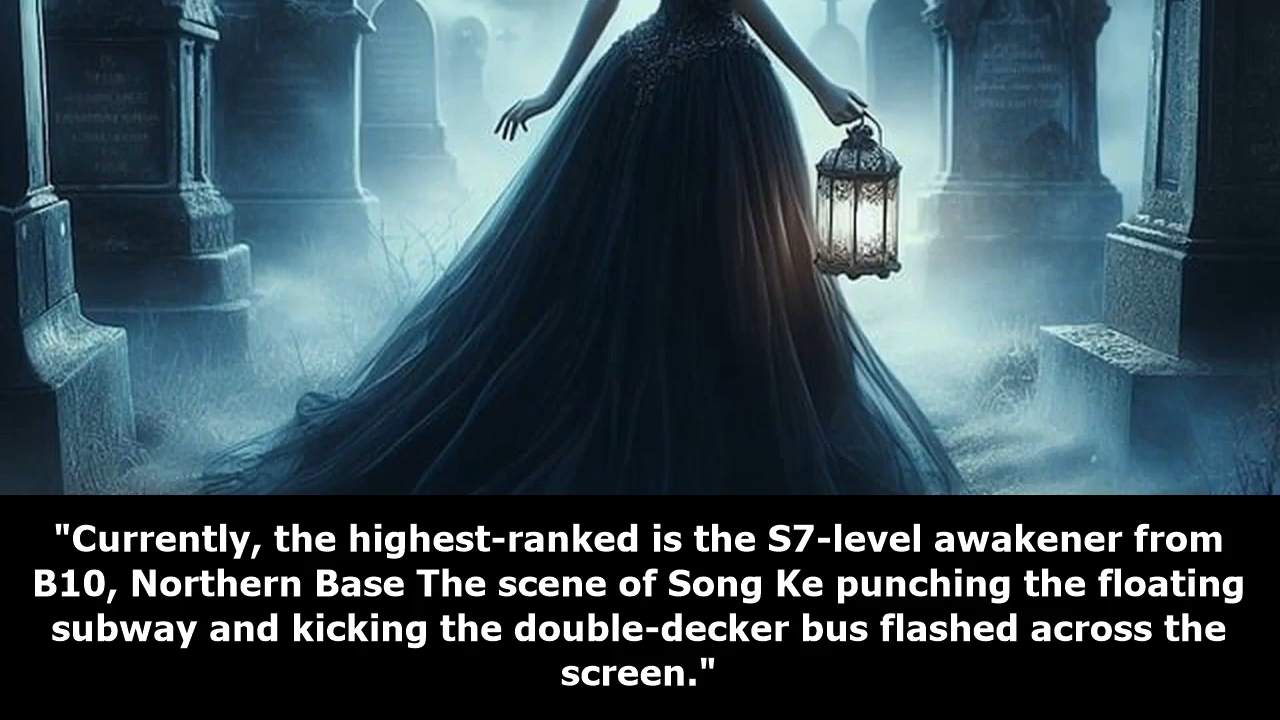 "Currently, the highest-ranked is the S7-level awakener from
B10, Northern Base The scene of Song Ke punching the floating
subway and kicking the double-decker bus flashed across the
screen."